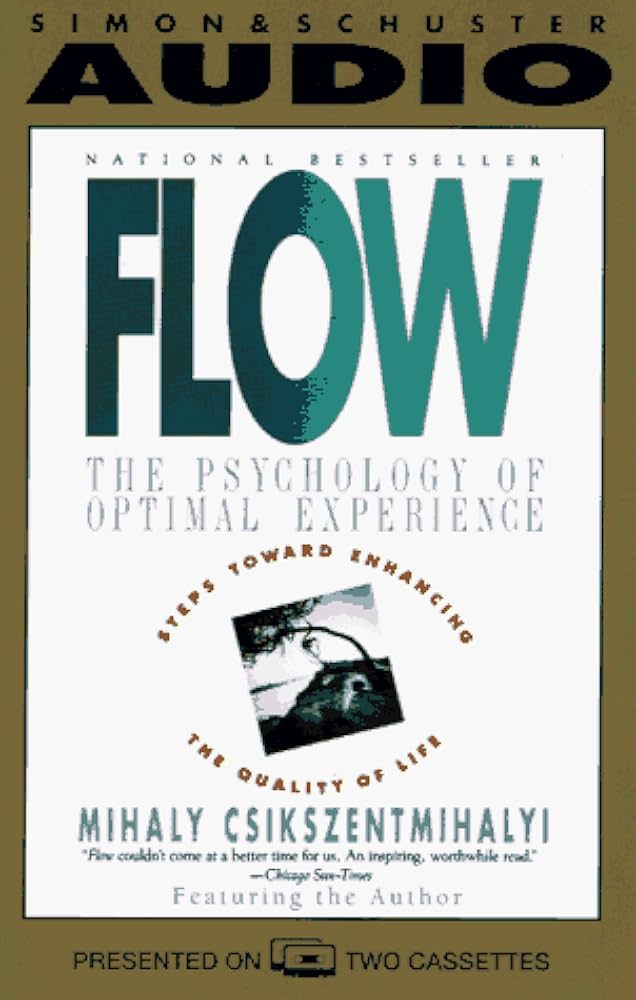 SIMON & SCHUSTER
AUDIO
NATIONAL BESTSELLER
FLOW
THE PSYCHOLOGY OF
OPTIMAL EXPERIENCE
STEPS TOWARD ENHANCING
THE QUALITY OF LIFE
MIHALY CSIKSZENTMIHALYI
"Flow couldn't come at a better time for us. An inspiring, worthwhile read."
—Chicago Sun-Times
Featuring the Author
PRESENTED ON TWO CASSETTES